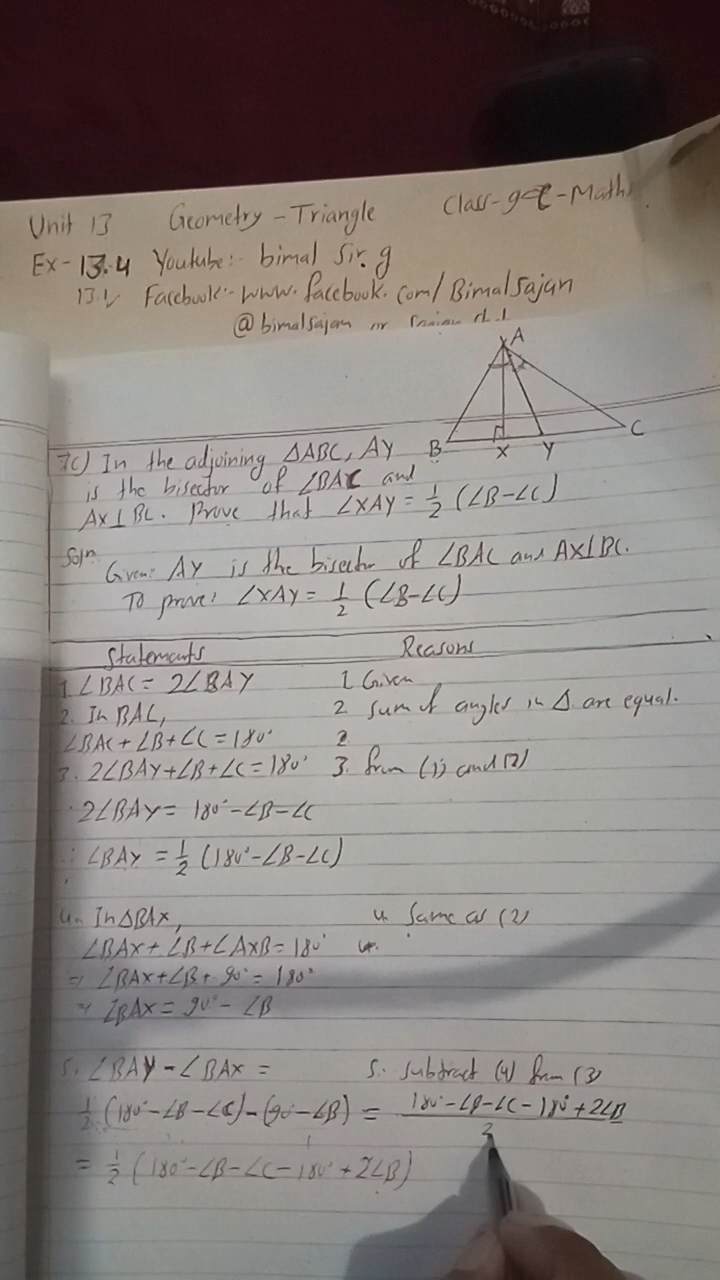 Unit 13 Geometry - Triangle Class-9 - Maths
Ex- 13.4 Youtube:- bimal Sir. g
13.1 Facebook:- www.facebook.com/Bimalsajan
@bimalsajan or
A
B X Y C
7c) In the adjoining ΔABC, AY
is the bisector of ∠BAC and
AX⊥BC. Prove that ∠XAY = 1/2 (∠B-∠C)
Soln
Given: AY is the bisector of ∠BAC and AX⊥BC.
To prove: ∠XAY = 1/2 (∠B-∠C)
Statements Reasons
1. ∠BAC = 2∠BAY 1. Given
2. In BAC, 2. sum of angles in Δ are equal.
∠BAC + ∠B + ∠C = 180° 2
3. 2∠BAY + ∠B + ∠C = 180° 3. from (1) and (2)
2∠BAY = 180° - ∠B - ∠C
∴ ∠BAY = 1/2 (180° - ∠B - ∠C)
4. In ΔBAX, 4. Same as (2)
∠BAX + ∠B + ∠AXB = 180°
⇒ ∠BAX + ∠B + 90° = 180°
⇒ ∠BAX = 90° - ∠B
5. ∠BAY - ∠BAX = 5. subtract (4) from (3)
1/2 (180° - ∠B - ∠C) - (90° - ∠B) = (180° - ∠B - ∠C - 180° + 2∠B)/2
= 1/2 (180° - ∠B - ∠C - 180° + 2∠B)